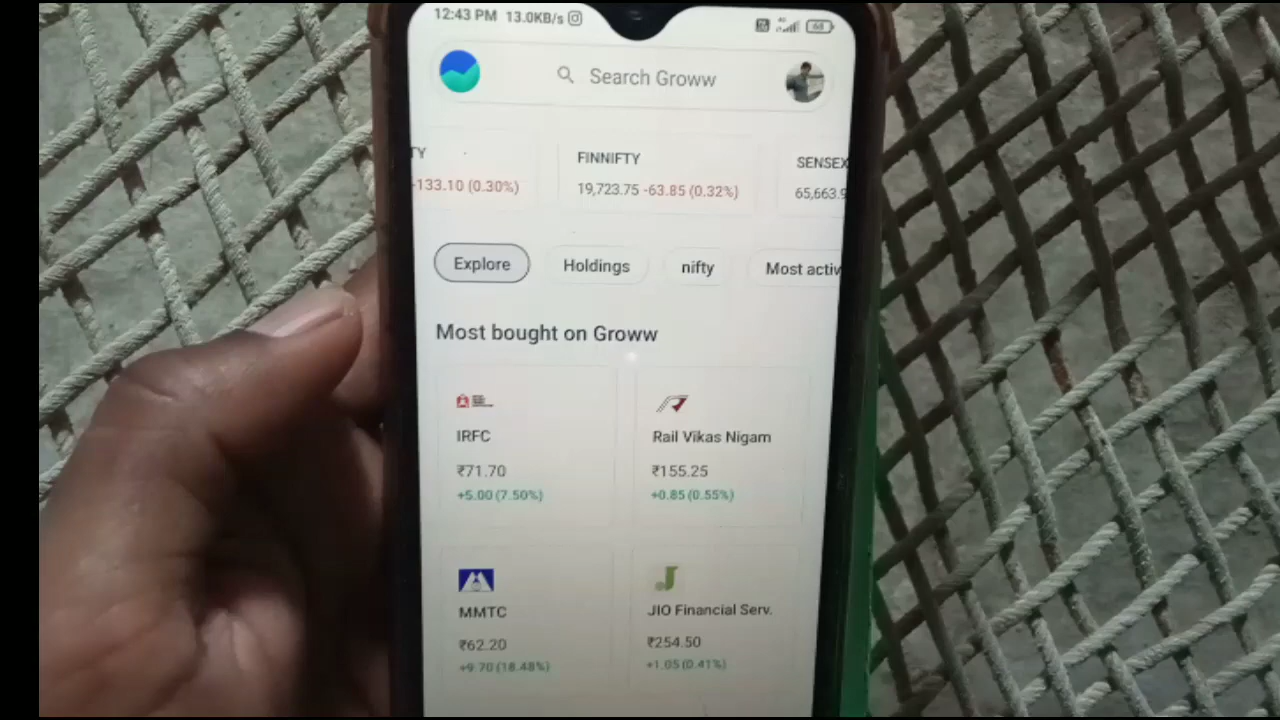 12:43 PM 13.0KB/s
4G 68
Search Groww
TY FINNIFTY SENSEX
-133.10 (0.30%) 19,723.75 -63.85 (0.32%) 65,663.9
Explore Holdings nifty Most activ
Most bought on Groww
IRFC Rail Vikas Nigam
₹71.70 ₹155.25
+5.00 (7.50%) +0.85 (0.55%)
MMTC JIO Financial Serv.
₹62.20 ₹254.50
+9.70 (18.48%) +1.05 (0.41%)